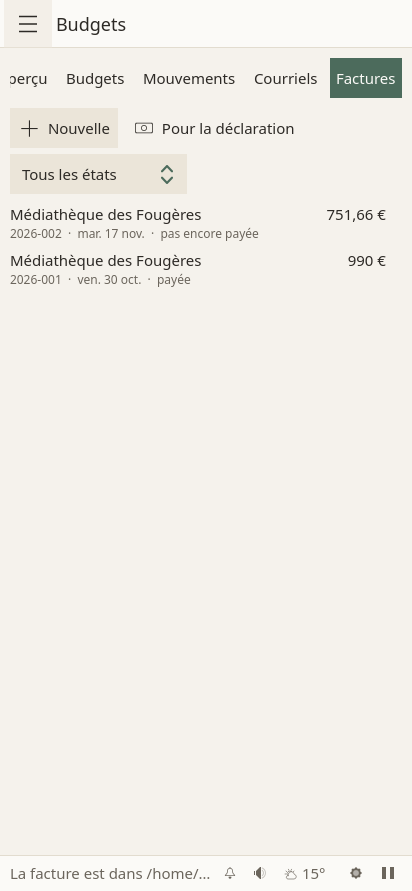 Budgets
perçu Budgets Mouvements Courriels Factures
Nouvelle Pour la déclaration
Tous les états
Médiathèque des Fougères 751,66 €
2026-002 · mar. 17 nov. · pas encore payée
Médiathèque des Fougères 990 €
2026-001 · ven. 30 oct. · payée
La facture est dans /home/... 15°